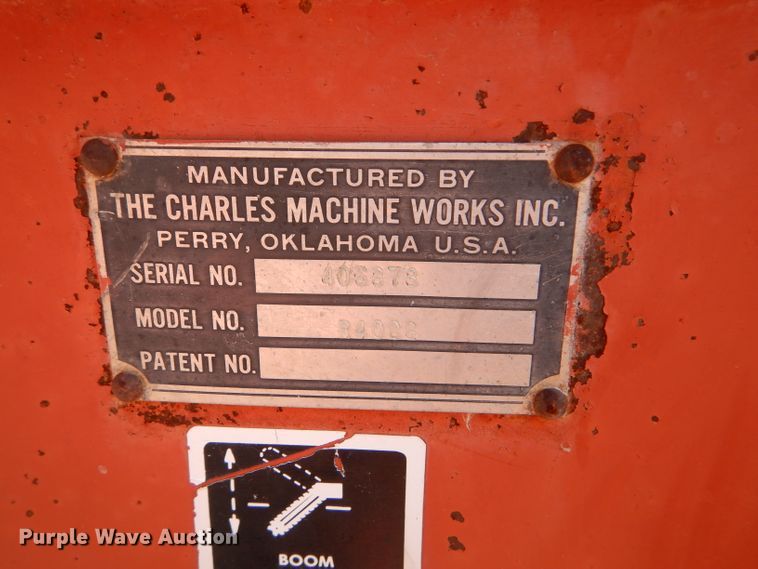 MANUFACTURED BY
THE CHARLES MACHINE WORKS INC.
PERRY, OKLAHOMA U.S.A.
SERIAL NO.
MODEL NO.
PATENT NO.
BOOM
Purple Wave Auction